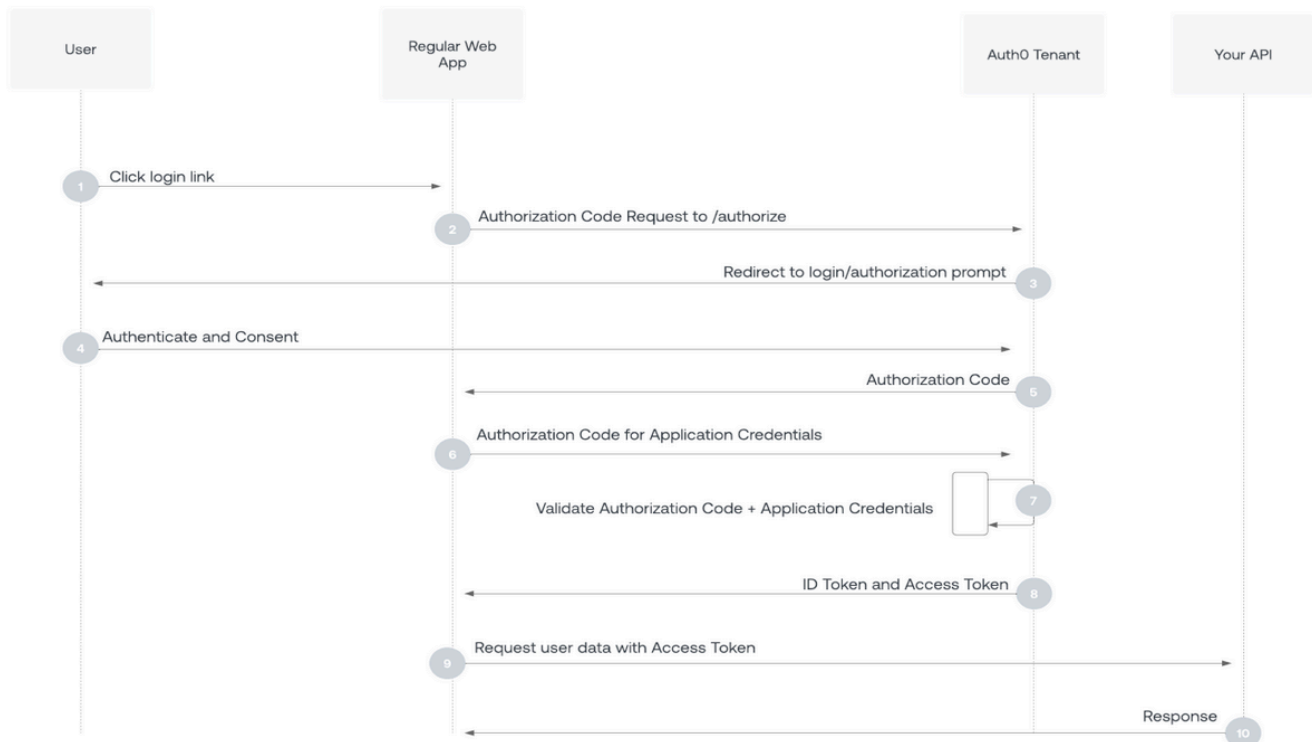 User
Regular Web
App
Auth0 Tenant
Your API
1
Click login link
2
Authorization Code Request to /authorize
Redirect to login/authorization prompt
3
4
Authenticate and Consent
Authorization Code
5
Authorization Code for Application Credentials
6
7
Validate Authorization Code + Application Credentials
ID Token and Access Token
8
Request user data with Access Token
9
Response
10